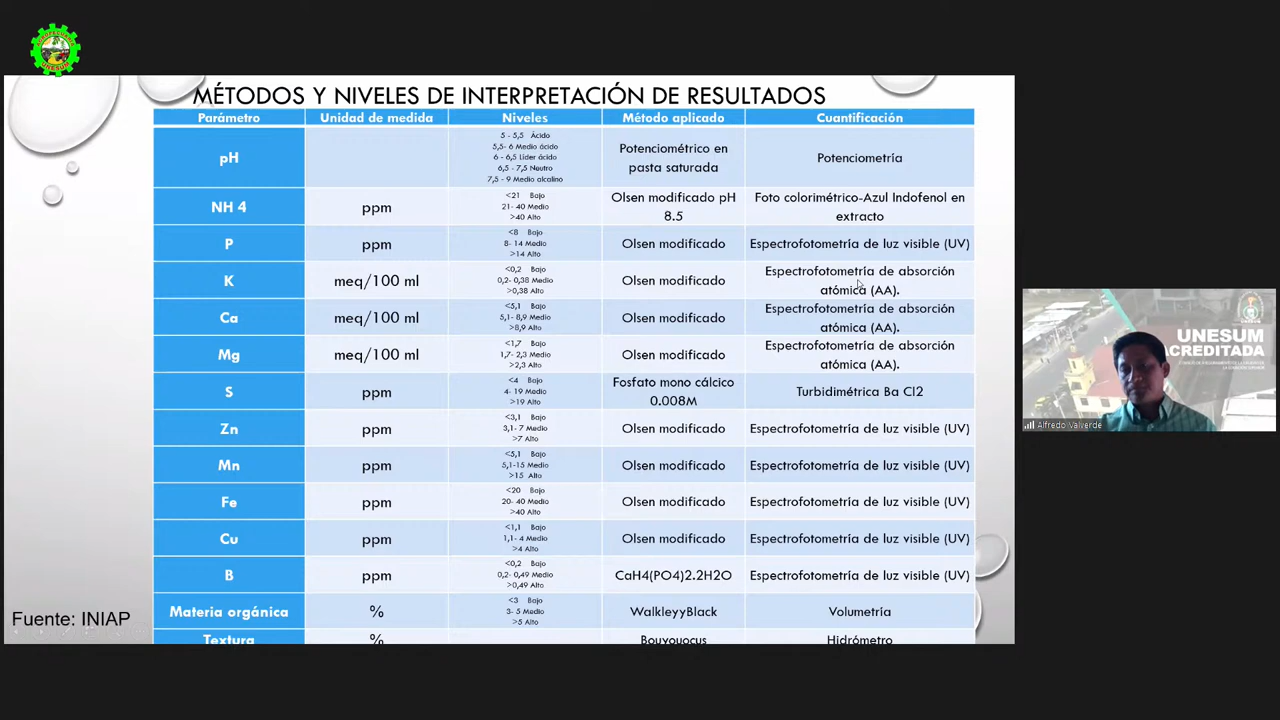 AGROPECUARIA
UNESUM
MÉTODOS Y NIVELES DE INTERPRETACIÓN DE RESULTADOS
Parámetro Unidad de medida Niveles Método aplicado Cuantificación
pH
5 - 5,5 Ácido
5,5- 6 Medio ácido
6 - 6,5 Líder ácido
6,5 - 7,5 Neutro
7,5 - 9 Medio alcalino
Potenciométrico en
pasta saturada
Potenciometría
NH 4
ppm
<21 Bajo
21- 40 Medio
>40 Alto
Olsen modificado pH
8.5
Foto colorimétrico-Azul Indofenol en
extracto
P
ppm
<8 Bajo
8- 14 Medio
>14 Alto
Olsen modificado
Espectrofotometría de luz visible (UV)
K
meq/100 ml
<0,2 Bajo
0,2- 0,38 Medio
>0,38 Alto
Olsen modificado
Espectrofotometría de absorción
atómica (AA).
Ca
meq/100 ml
<5,1 Bajo
5,1- 8,9 Medio
>8,9 Alto
Olsen modificado
Espectrofotometría de absorción
atómica (AA).
Mg
meq/100 ml
<1,7 Bajo
1,7- 2,3 Medio
>2,3 Alto
Olsen modificado
Espectrofotometría de absorción
atómica (AA).
S
ppm
<4 Bajo
4- 19 Medio
>19 Alto
Fosfato mono cálcico
0.008M
Turbidimétrica Ba Cl2
Zn
ppm
<3,1 Bajo
3,1- 7 Medio
>7 Alto
Olsen modificado
Espectrofotometría de luz visible (UV)
Mn
ppm
<5,1 Bajo
5,1-15 Medio
>15 Alto
Olsen modificado
Espectrofotometría de luz visible (UV)
Fe
ppm
<20 Bajo
20- 40 Medio
>40 Alto
Olsen modificado
Espectrofotometría de luz visible (UV)
Cu
ppm
<1,1 Bajo
1,1- 4 Medio
>4 Alto
Olsen modificado
Espectrofotometría de luz visible (UV)
B
ppm
<0,2 Bajo
0,2- 0,49 Medio
>0,49 Alto
CaH4(PO4)2.2H2O
Espectrofotometría de luz visible (UV)
Materia orgánica
%
<3 Bajo
3- 5 Medio
>5 Alto
WalkleyyBlack
Volumetría
Textura
%
Bouyoucus
Hidrómetro
Fuente: INIAP
UNESUM
ACREDITADA
Alfredo Valverde